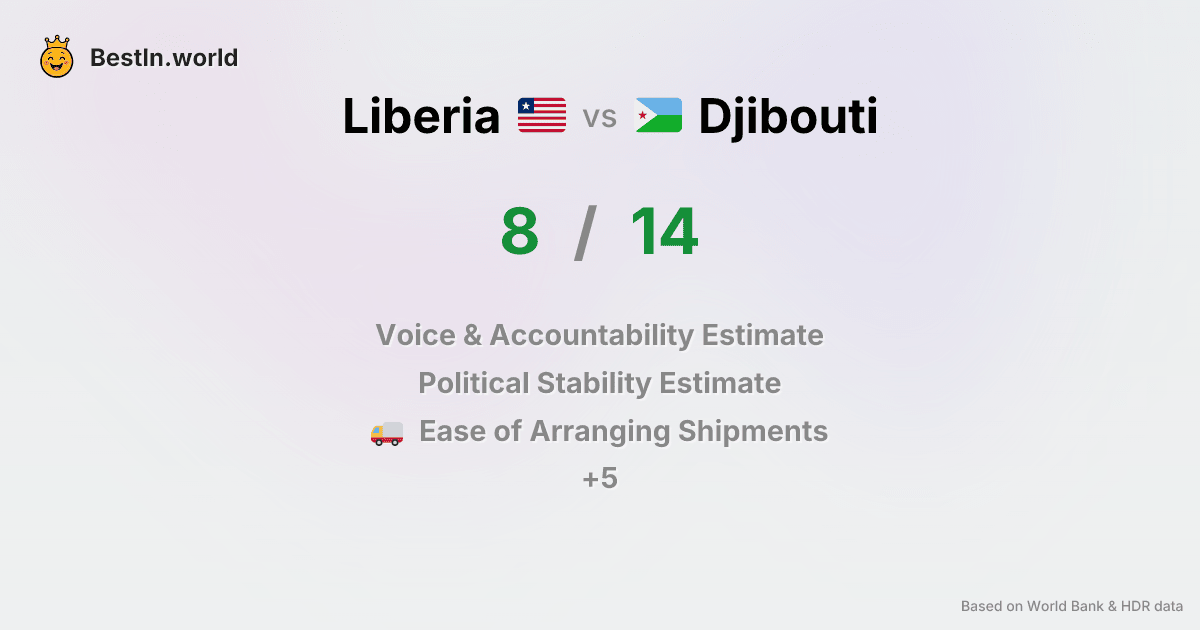 BestIn.world
Liberia vs Djibouti
8 / 14
Voice & Accountability Estimate
Political Stability Estimate
Ease of Arranging Shipments
+5
Based on World Bank & HDR data